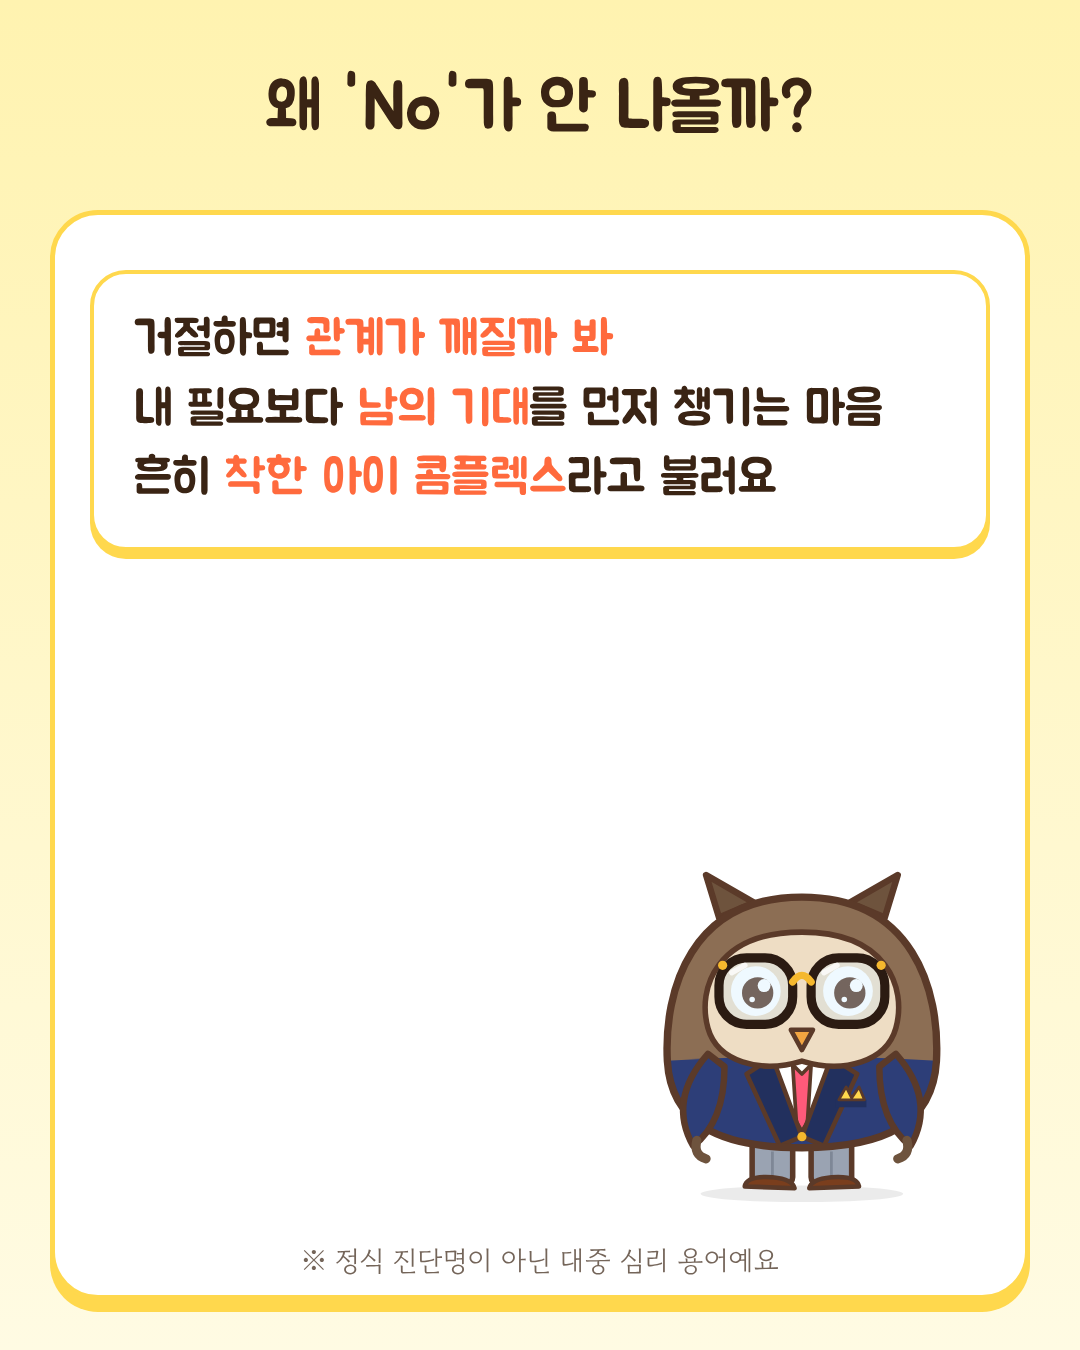 왜 'No'가 안 나올까?
거절하면 관계가 깨질까 봐
내 필요보다 남의 기대를 먼저 챙기는 마음
흔히 착한 아이 콤플렉스라고 불러요
※ 정식 진단명이 아닌 대중 심리 용어예요